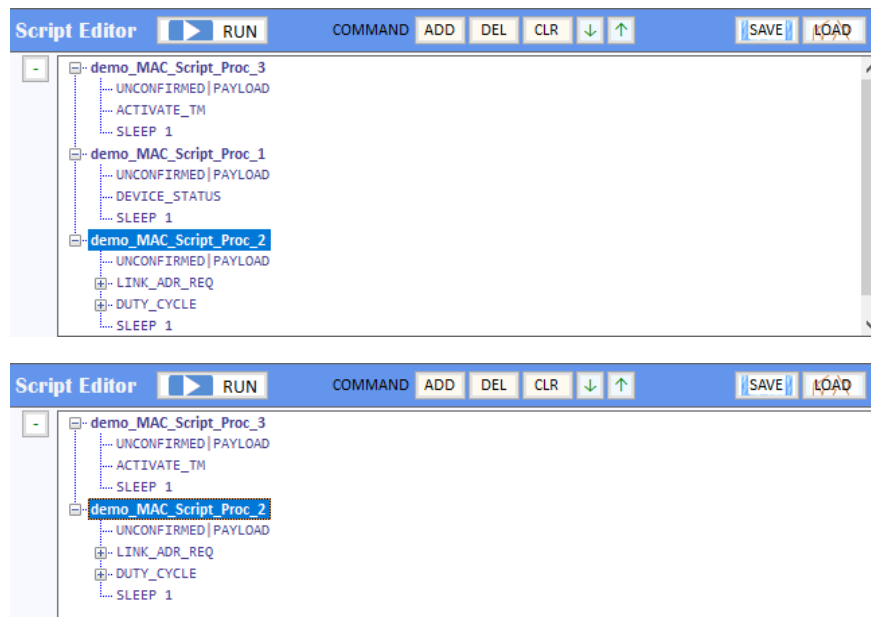 Script Editor RUN COMMAND ADD DEL CLR ↓ ↑ SAVE LOAD
-
demo_MAC_Script_Proc_3
UNCONFIRMED|PAYLOAD
ACTIVATE_TM
SLEEP 1
demo_MAC_Script_Proc_1
UNCONFIRMED|PAYLOAD
DEVICE_STATUS
SLEEP 1
demo_MAC_Script_Proc_2
UNCONFIRMED|PAYLOAD
LINK_ADR_REQ
DUTY_CYCLE
SLEEP 1
Script Editor RUN COMMAND ADD DEL CLR ↓ ↑ SAVE LOAD
-
demo_MAC_Script_Proc_3
UNCONFIRMED|PAYLOAD
ACTIVATE_TM
SLEEP 1
demo_MAC_Script_Proc_2
UNCONFIRMED|PAYLOAD
LINK_ADR_REQ
DUTY_CYCLE
SLEEP 1